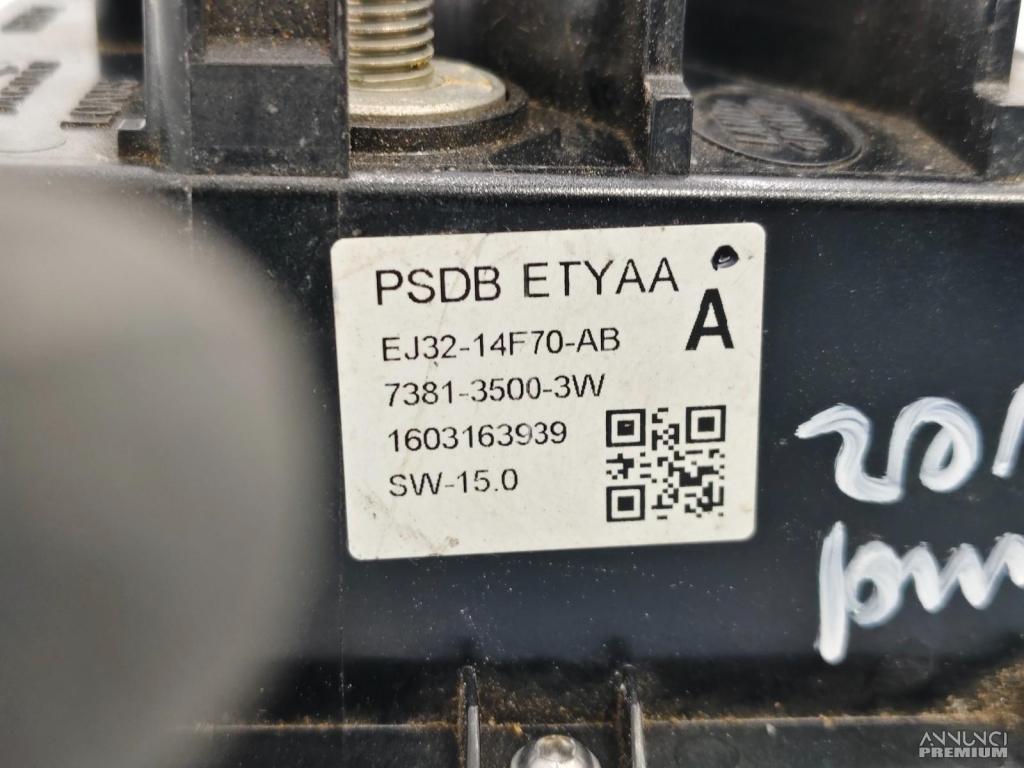 PSDB ETYAA
A
EJ32-14F70-AB
7381-3500-3W
1603163939
SW-15.0
ANNUNCI
PREMIUM